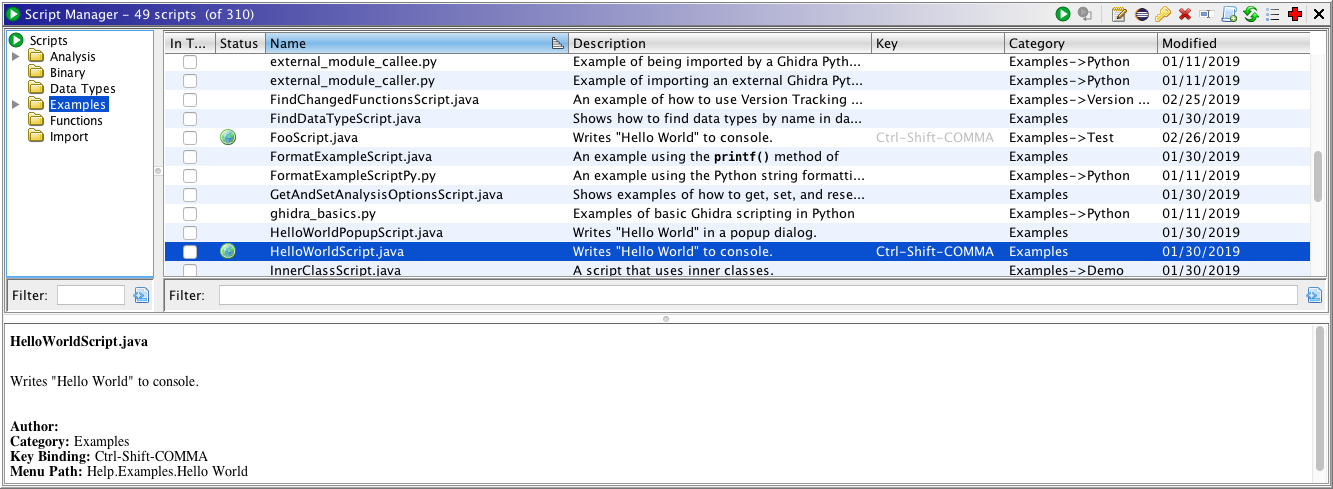 Script Manager - 49 scripts (of 310)
Scripts
Analysis
Binary
Data Types
Examples
Functions
Import
Filter:
In T... Status Name Description Key Category Modified
external_module_callee.py Example of being imported by a Ghidra Pyth... Examples->Python 01/11/2019
external_module_caller.py Example of importing an external Ghidra Pyt... Examples->Python 01/11/2019
FindChangedFunctionsScript.java An example of how to use Version Tracking ... Examples->Version ... 02/25/2019
FindDataTypeScript.java Shows how to find data types by name in da... Examples 01/30/2019
FooScript.java Writes "Hello World" to console. Ctrl-Shift-COMMA Examples->Test 02/26/2019
FormatExampleScript.java An example using the printf() method of Examples 01/30/2019
FormatExampleScriptPy.py An example using the Python string formatti... Examples->Python 01/11/2019
GetAndSetAnalysisOptionsScript.java Shows examples of how to get, set, and rese... Examples 01/30/2019
ghidra_basics.py Examples of basic Ghidra scripting in Python Examples->Python 01/11/2019
HelloWorldPopupScript.java Writes "Hello World" in a popup dialog. Examples 01/30/2019
HelloWorldScript.java Writes "Hello World" to console. Ctrl-Shift-COMMA Examples 01/30/2019
InnerClassScript.java A script that uses inner classes. Examples->Demo 01/30/2019
Filter:
HelloWorldScript.java
Writes "Hello World" to console.
Author:
Category: Examples
Key Binding: Ctrl-Shift-COMMA
Menu Path: Help.Examples.Hello World